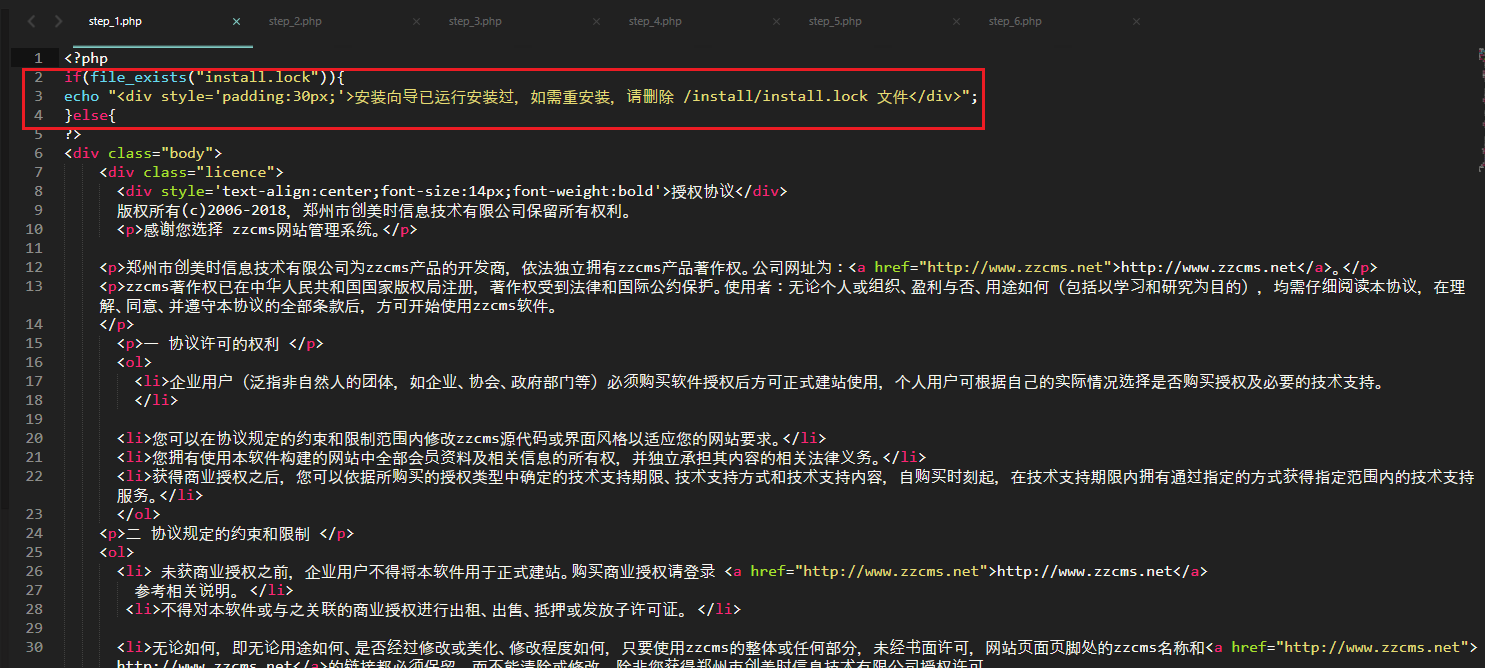 step_1.php × step_2.php × step_3.php × step_4.php × step_5.php × step_6.php ×
1 <?php
2 if(file_exists("install.lock")){
3 echo "<div style='padding:30px;'>安装向导已运行安装过，如需重安装，请删除 /install/install.lock 文件</div>";
4 }else{
5 ?>
6 <div class="body">
7 <div class="licence">
8 <div style='text-align:center;font-size:14px;font-weight:bold'>授权协议</div>
9 版权所有(c)2006-2018，郑州市创美时信息技术有限公司保留所有权利。
10 <p>感谢您选择 zzcms网站管理系统。</p>
11
12 <p>郑州市创美时信息技术有限公司为zzcms产品的开发商，依法独立拥有zzcms产品著作权。公司网址为：<a href="http://www.zzcms.net">http://www.zzcms.net</a>。</p>
13 <p>zzcms著作权已在中华人民共和国国家版权局注册，著作权受到法律和国际公约保护。使用者：无论个人或组织、盈利与否、用途如何（包括以学习和研究为目的），均需仔细阅读本协议，在理
解、同意、并遵守本协议的全部条款后，方可开始使用zzcms软件。
14 </p>
15 <p>一 协议许可的权利 </p>
16 <ol>
17 <li>企业用户（泛指非自然人的团体，如企业、协会、政府部门等）必须购买软件授权后方可正式建站使用，个人用户可根据自己的实际情况选择是否购买授权及必要的技术支持。
18 </li>
19
20 <li>您可以在协议规定的约束和限制范围内修改zzcms源代码或界面风格以适应您的网站要求。</li>
21 <li>您拥有使用本软件构建的网站中全部会员资料及相关信息的所有权，并独立承担其内容的相关法律义务。</li>
22 <li>获得商业授权之后，您可以依据所购买的授权类型中确定的技术支持期限、技术支持方式和技术支持内容，自购买时刻起，在技术支持期限内拥有通过指定的方式获得指定范围内的技术支持
服务。</li>
23 </ol>
24 <p>二 协议规定的约束和限制 </p>
25 <ol>
26 <li> 未获商业授权之前，企业用户不得将本软件用于正式建站。购买商业授权请登录 <a href="http://www.zzcms.net">http://www.zzcms.net</a>
27 参考相关说明。 </li>
28 <li>不得对本软件或与之关联的商业授权进行出租、出售、抵押或发放子许可证。 </li>
29
30 <li>无论如何，即无论用途如何、是否经过修改或美化、修改程度如何，只要使用zzcms的整体或任何部分，未经书面许可，网站页面页脚处的zzcms名称和<a href="http://www.zzcms.net">
http://www.zzcms.net</a>的链接都必须保留，而不能清除或修改，除非您获得郑州市创美时信息技术有限公司授权许可